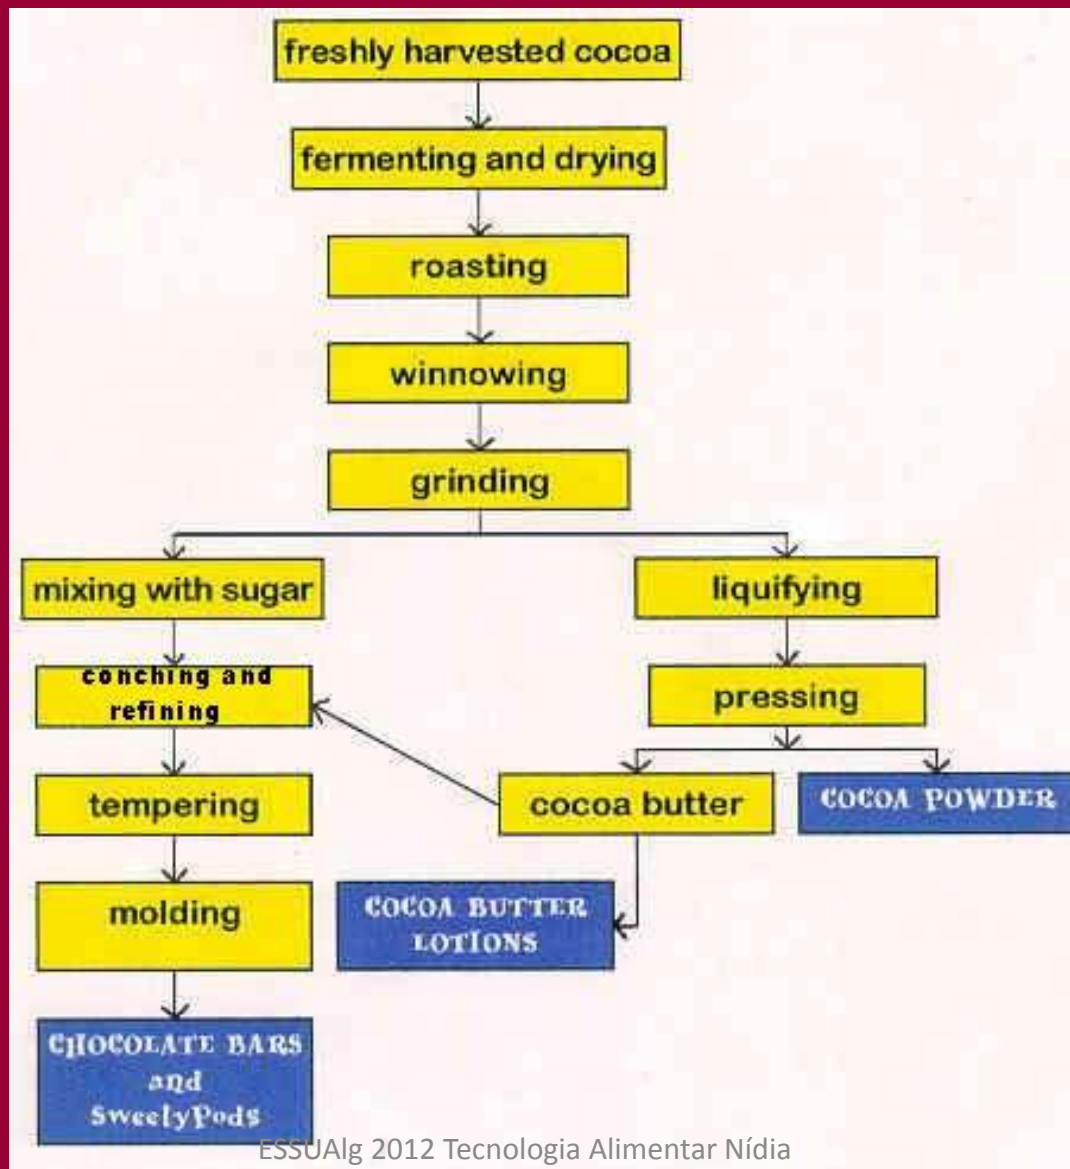 freshly harvested cocoa
fermenting and drying
roasting
winnowing
grinding
mixing with sugar
liquifying
conching and
refining
pressing
tempering
cocoa butter
COCOA POWDER
molding
COCOA BUTTER
LOTIONS
CHOCOLATE BARS
and
SweetyPods
ESSUAlg 2012 Tecnologia Alimentar Nídia